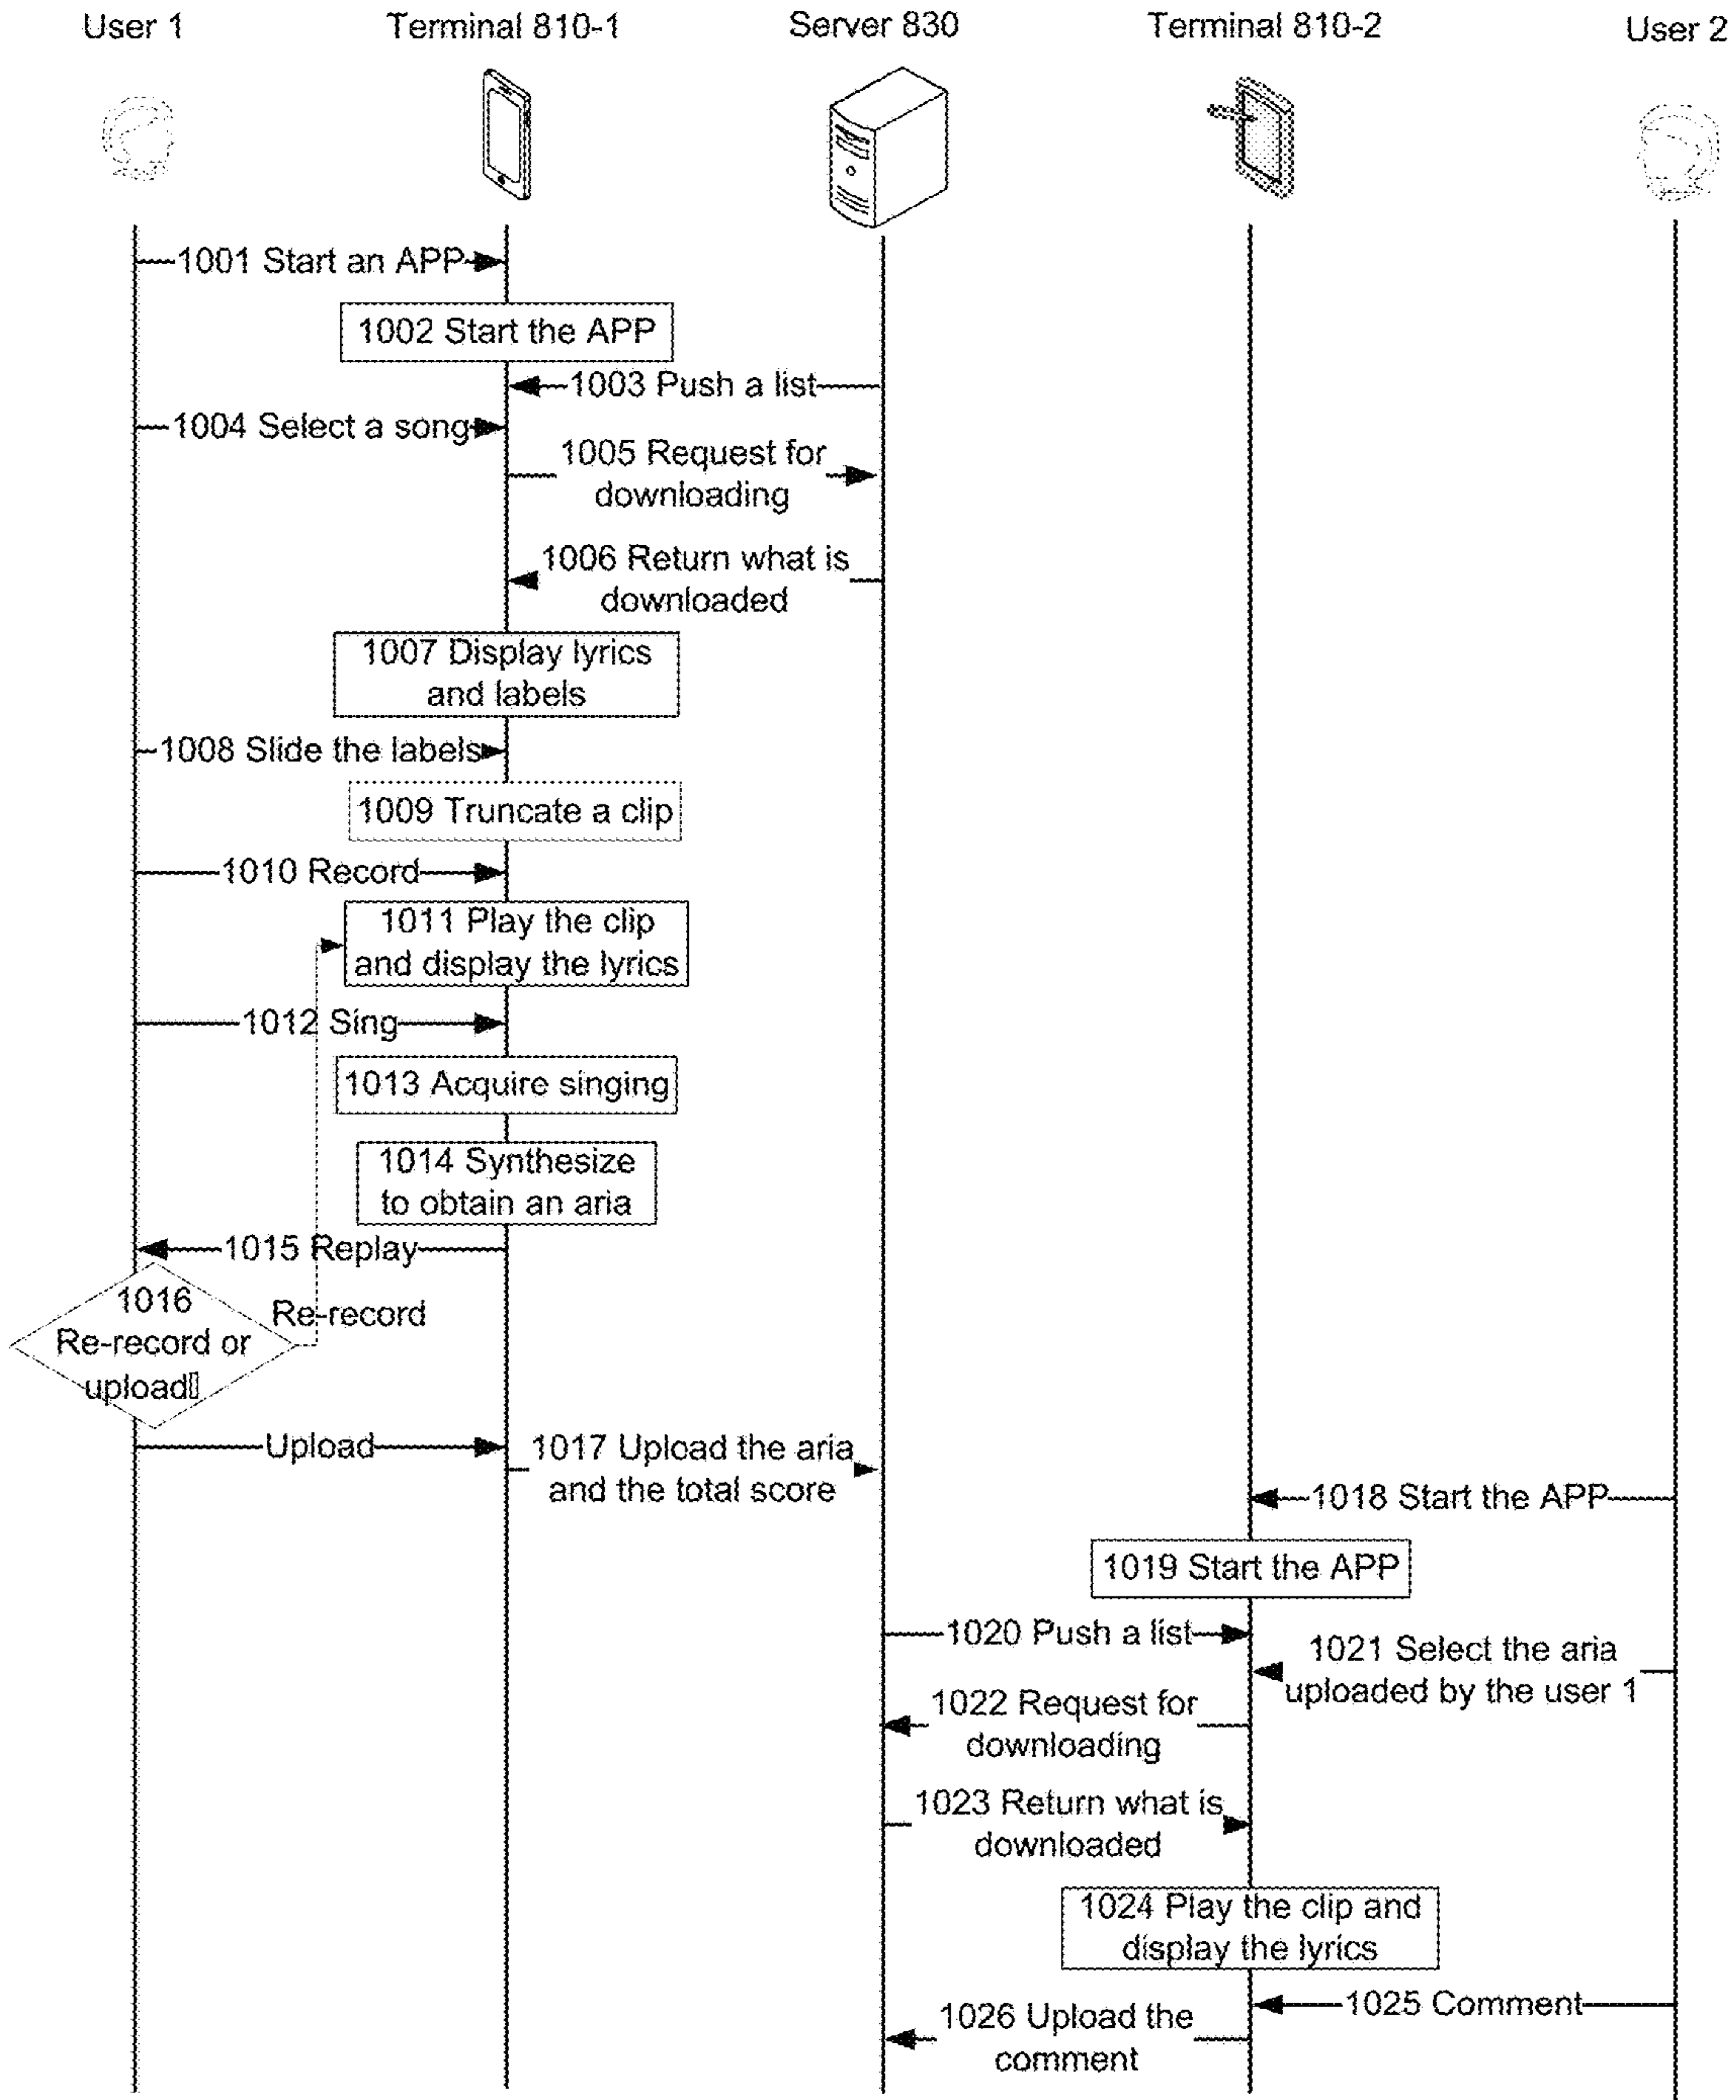 User 1
Terminal 810-1
Server 830
Terminal 810-2
User 2
1001 Start an APP
1002 Start the APP
1003 Push a list
1004 Select a song
1005 Request for
downloading
1006 Return what is
downloaded
1007 Display lyrics
and labels
1008 Slide the labels
1009 Truncate a clip
1010 Record
1011 Play the clip
and display the lyrics
1012 Sing
1013 Acquire singing
1014 Synthesize
to obtain an aria
1015 Replay
1016
Re-record or
upload
Re-record
Upload
1017 Upload the aria
and the total score
1018 Start the APP
1019 Start the APP
1020 Push a list
1021 Select the aria
uploaded by the user 1
1022 Request for
downloading
1023 Return what is
downloaded
1024 Play the clip and
display the lyrics
1025 Comment
1026 Upload the
comment